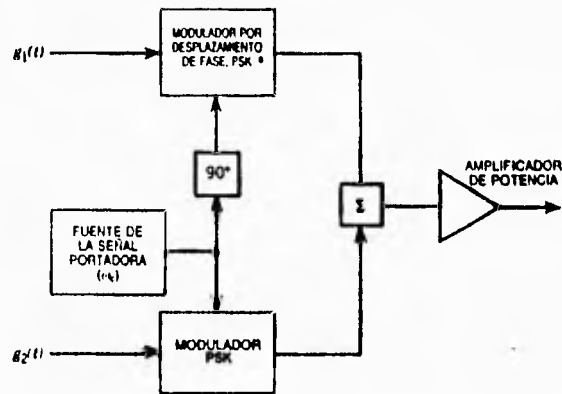 g₁(t)
MODULADOR POR
DESPLAZAMIENTO
DE FASE, PSK
90°
AMPLIFICADOR
DE POTENCIA
Σ
FUENTE DE
LA SEÑAL
PORTADORA
g₂(t)
MODULADOR
PSK